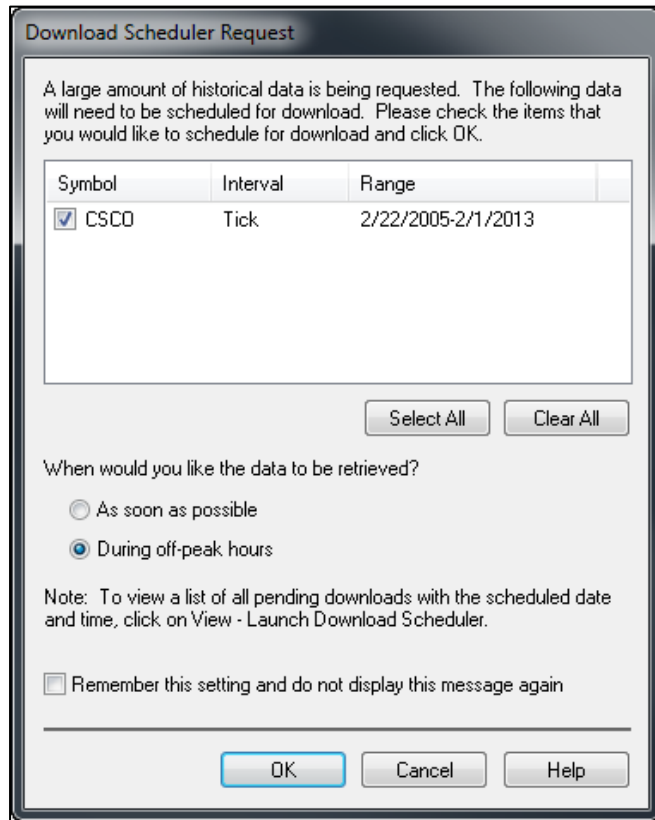 Download Scheduler Request
A large amount of historical data is being requested.  The following data
will need to be scheduled for download.  Please check the items that
you would like to schedule for download and click OK.
Symbol Interval Range
CSCO Tick 2/22/2005-2/1/2013
Select All Clear All
When would you like the data to be retrieved?
As soon as possible
During off-peak hours
Note:  To view a list of all pending downloads with the scheduled date
and time, click on View - Launch Download Scheduler.
Remember this setting and do not display this message again
OK Cancel Help